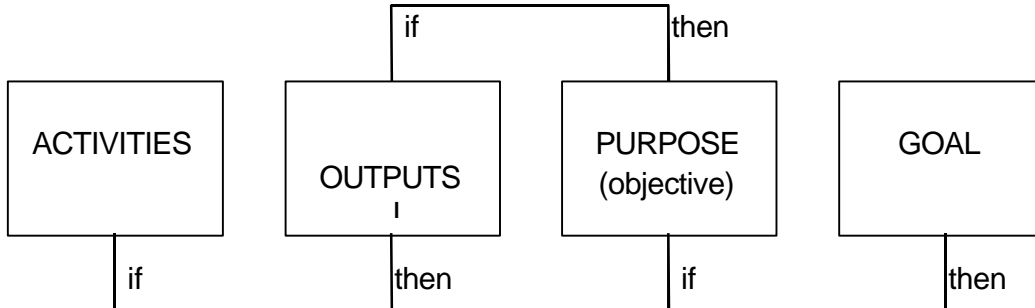 if then
ACTIVITIES
OUTPUTS
PURPOSE
(objective)
GOAL
if then if then